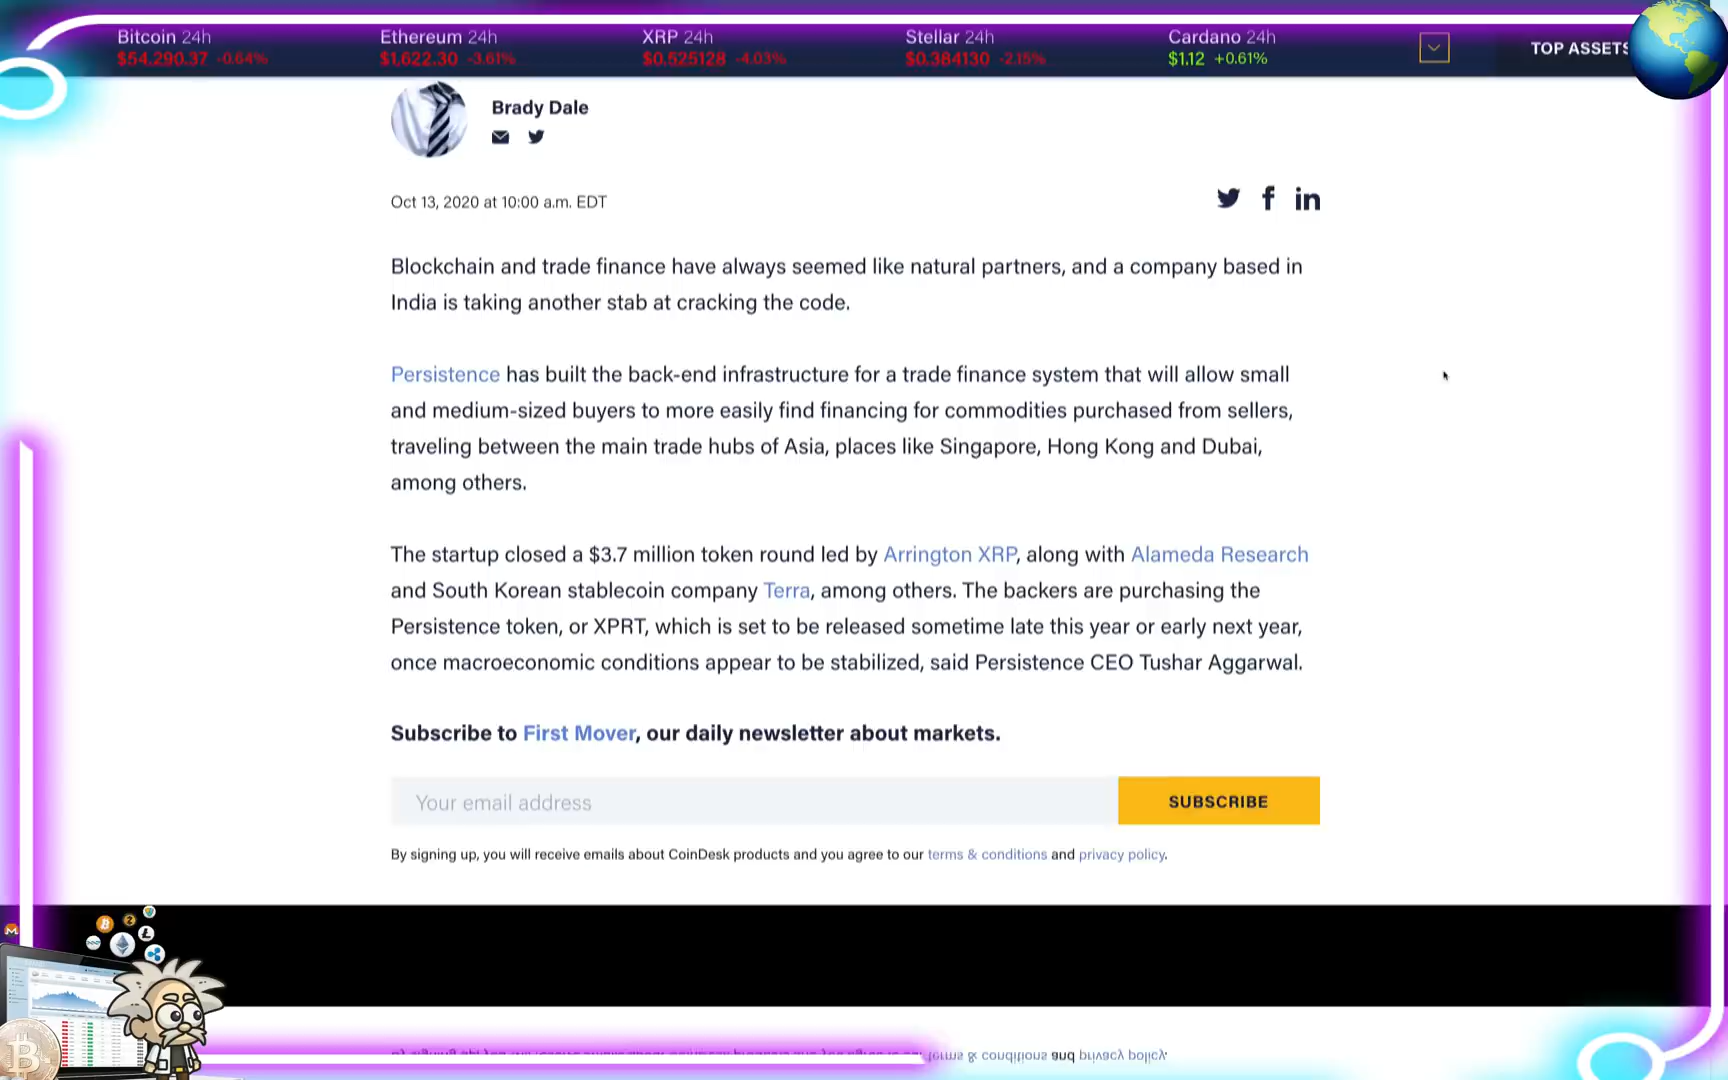 Bitcoin 24h Ethereum 24h XRP 24h Stellar 24h Cardano 24h
$54,290.37 -0.64% $1,622.30 -3.61% $0.525128 -4.03% $0.384130 -2.15% $1.12 +0.61%
TOP ASSETS
Brady Dale
Oct 13, 2020 at 10:00 a.m. EDT
Blockchain and trade finance have always seemed like natural partners, and a company based in
India is taking another stab at cracking the code.
Persistence has built the back-end infrastructure for a trade finance system that will allow small
and medium-sized buyers to more easily find financing for commodities purchased from sellers,
traveling between the main trade hubs of Asia, places like Singapore, Hong Kong and Dubai,
among others.
The startup closed a $3.7 million token round led by Arrington XRP, along with Alameda Research
and South Korean stablecoin company Terra, among others. The backers are purchasing the
Persistence token, or XPRT, which is set to be released sometime late this year or early next year,
once macroeconomic conditions appear to be stabilized, said Persistence CEO Tushar Aggarwal.
Subscribe to First Mover, our daily newsletter about markets.
Your email address
SUBSCRIBE
By signing up, you will receive emails about CoinDesk products and you agree to our terms & conditions and privacy policy.